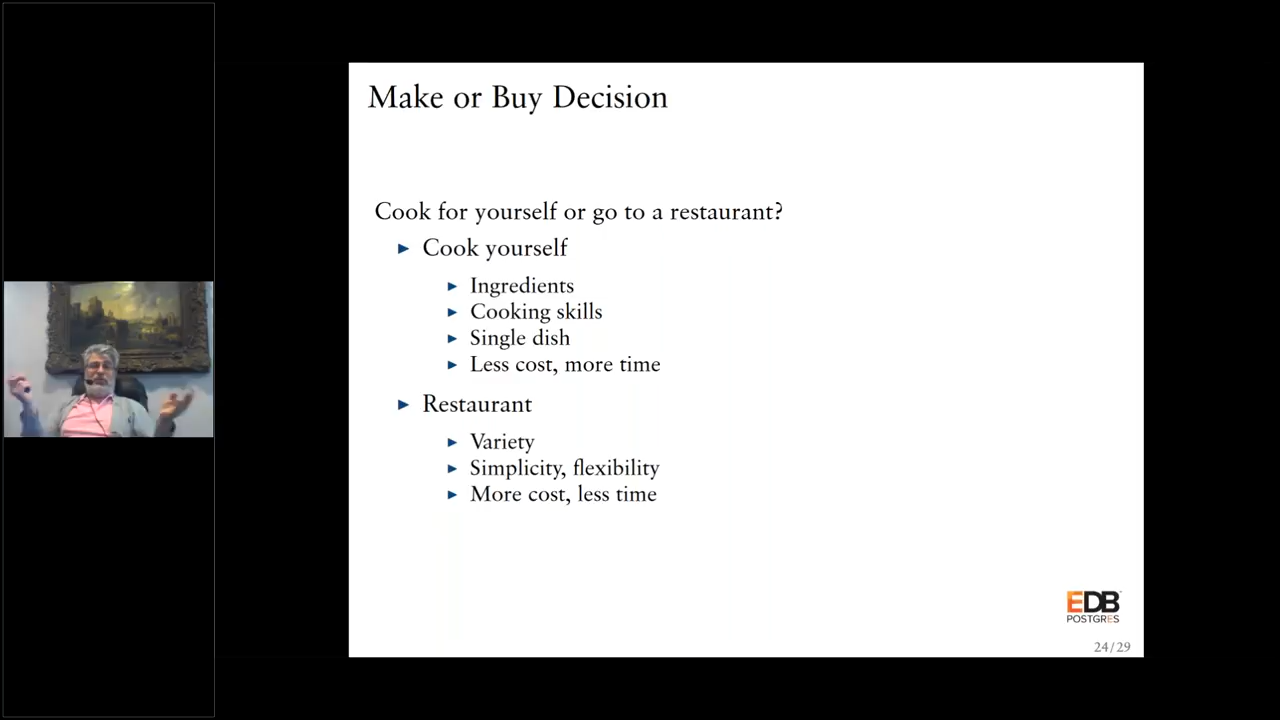 Make or Buy Decision
Cook for yourself or go to a restaurant?
Cook yourself
Ingredients
Cooking skills
Single dish
Less cost, more time
Restaurant
Variety
Simplicity, flexibility
More cost, less time
EDB
POSTGRES
24/29